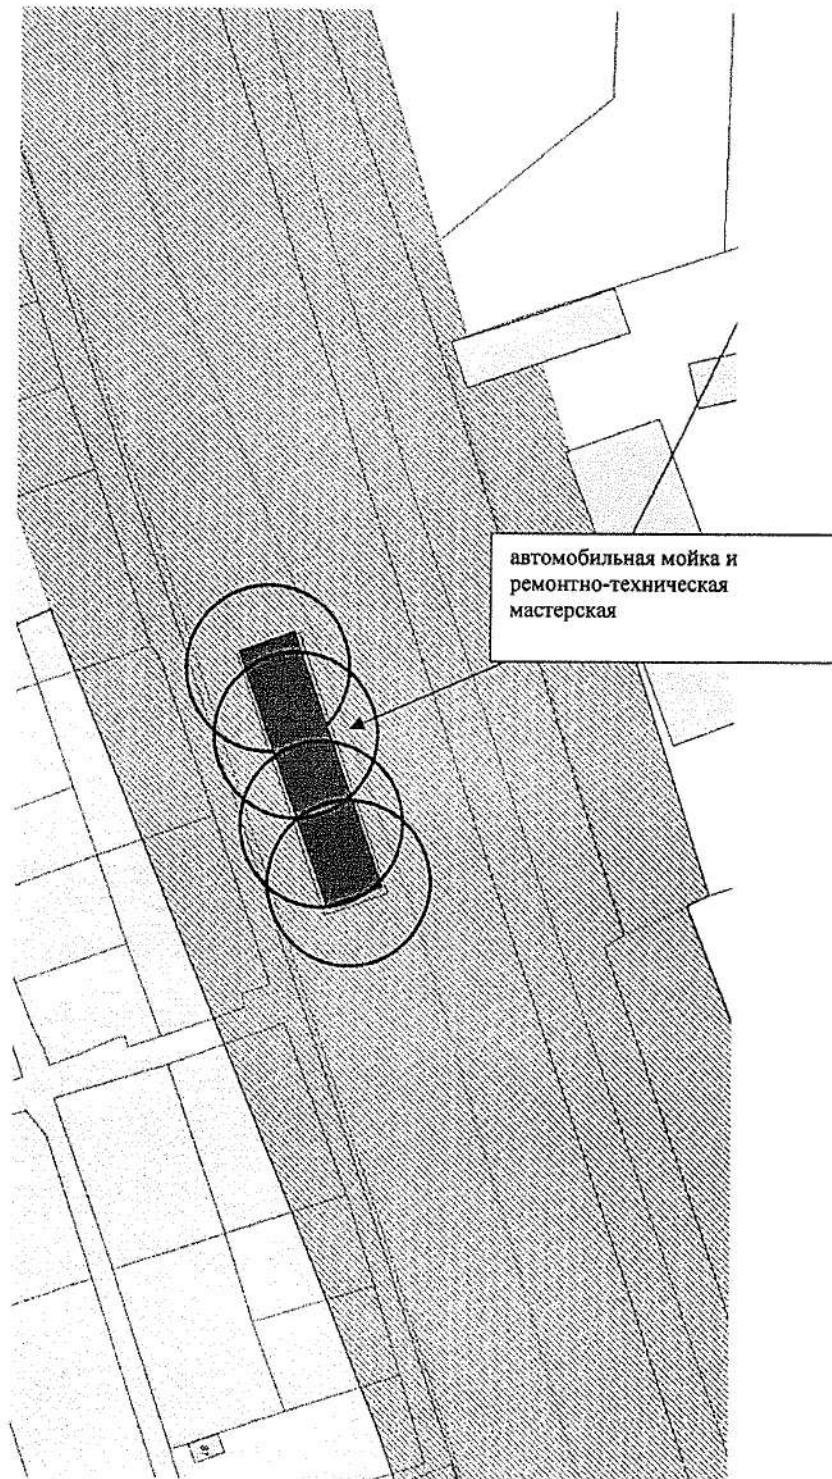 автомобильная мойка и
ремонтно-техническая
мастерская